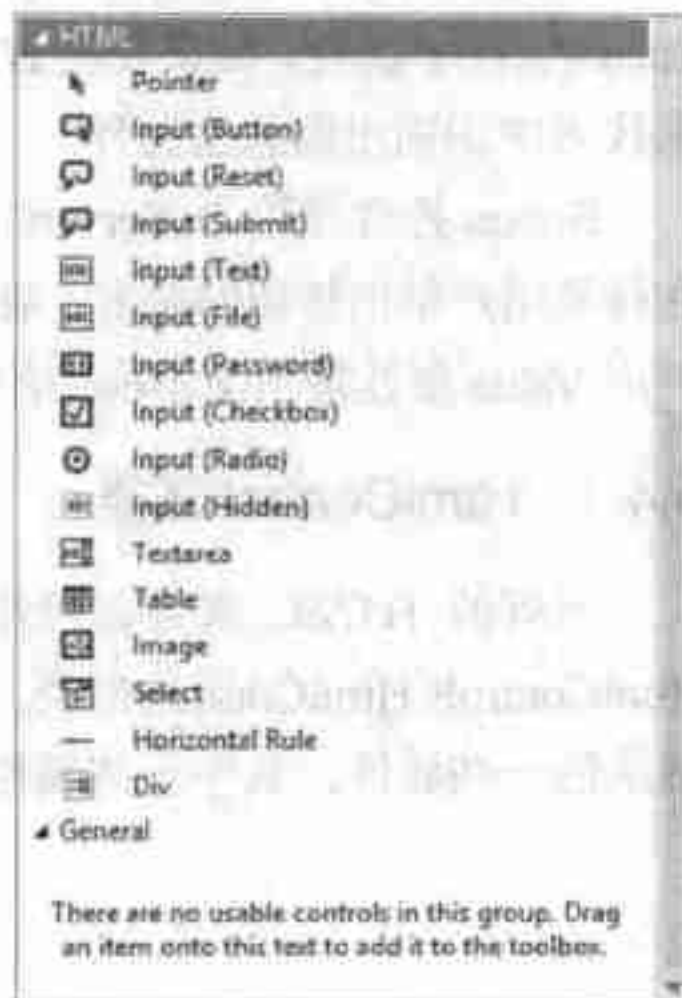 HTML
Pointer
Input (Button)
Input (Reset)
Input (Submit)
Input (Text)
Input (File)
Input (Password)
Input (Checkbox)
Input (Radio)
Input (Hidden)
Textarea
Table
Image
Select
Horizontal Rule
Div
General
There are no usable controls in this group. Drag
an item onto this text to add it to the toolbox.